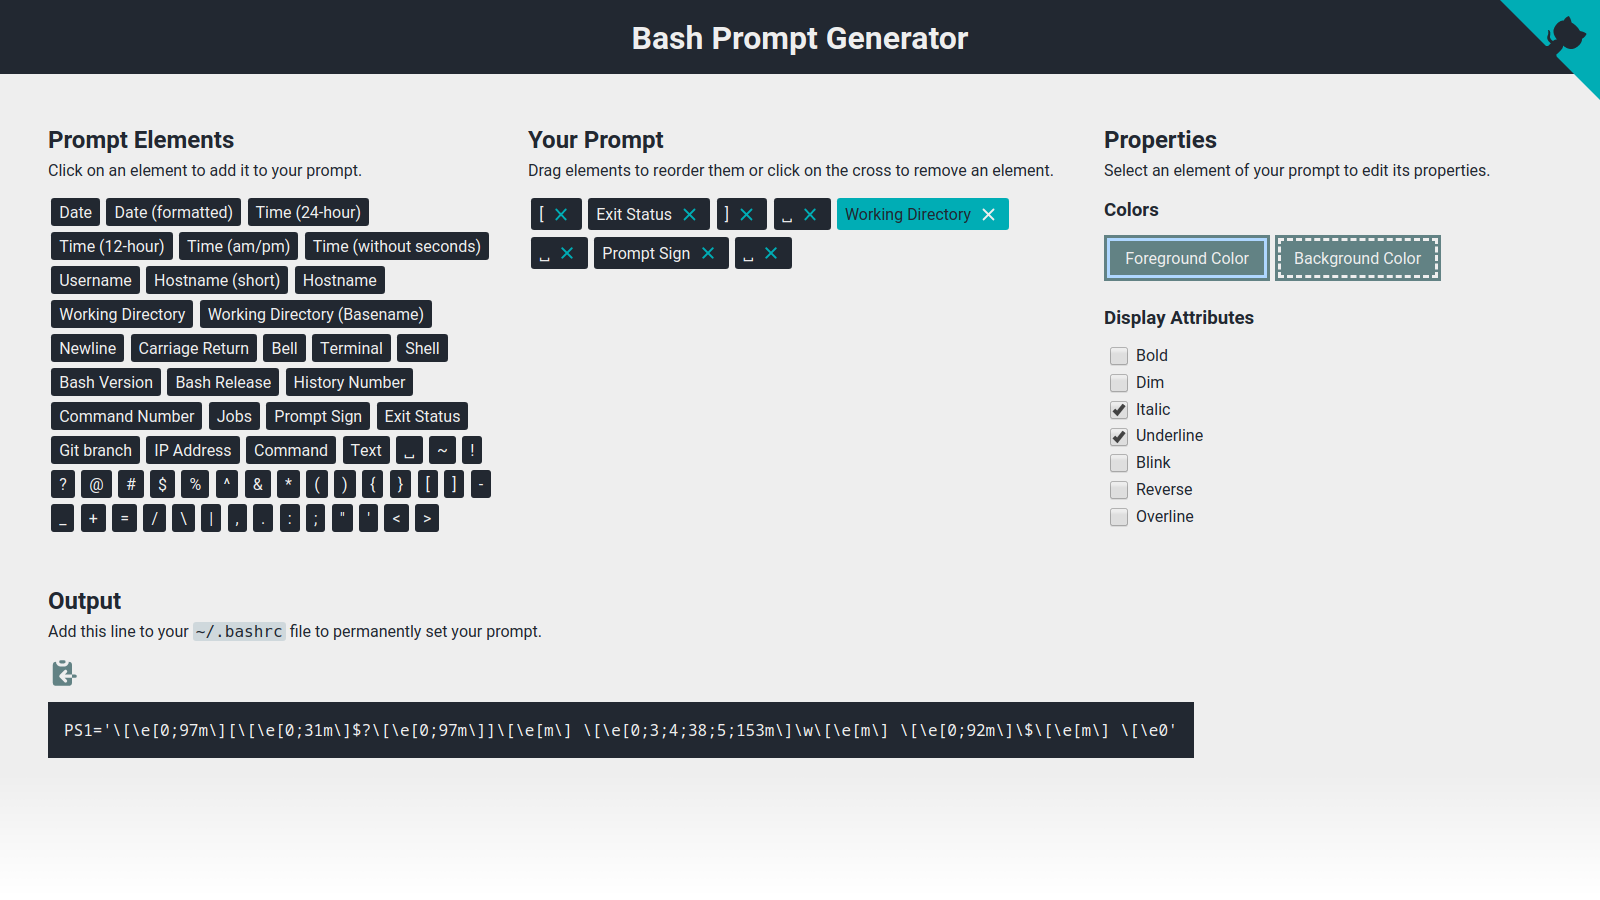 Bash Prompt Generator
Prompt Elements
Click on an element to add it to your prompt.
Date Date (formatted) Time (24-hour)
Time (12-hour) Time (am/pm) Time (without seconds)
Username Hostname (short) Hostname
Working Directory Working Directory (Basename)
Newline Carriage Return Bell Terminal Shell
Bash Version Bash Release History Number
Command Number Jobs Prompt Sign Exit Status
Git branch IP Address Command Text ⎵ ~ !
? @ # $ % ^ & * ( ) { } [ ] -
_ + = / \ | , . : ; " ' < >
Your Prompt
Drag elements to reorder them or click on the cross to remove an element.
[ Exit Status ] ⎵ Working Directory
⎵ Prompt Sign ⎵
Properties
Select an element of your prompt to edit its properties.
Colors
Foreground Color Background Color
Display Attributes
Bold
Dim
Italic
Underline
Blink
Reverse
Overline
Output
Add this line to your ~/.bashrc file to permanently set your prompt.
PS1='\[\e[0;97m\][\[\e[0;31m\]$?\[\e[0;97m\]]\[\e[m\] \[\e[0;3;4;38;5;153m\]\w\[\e[m\] \[\e[0;92m\]\$\[\e[m\] \[\e0'